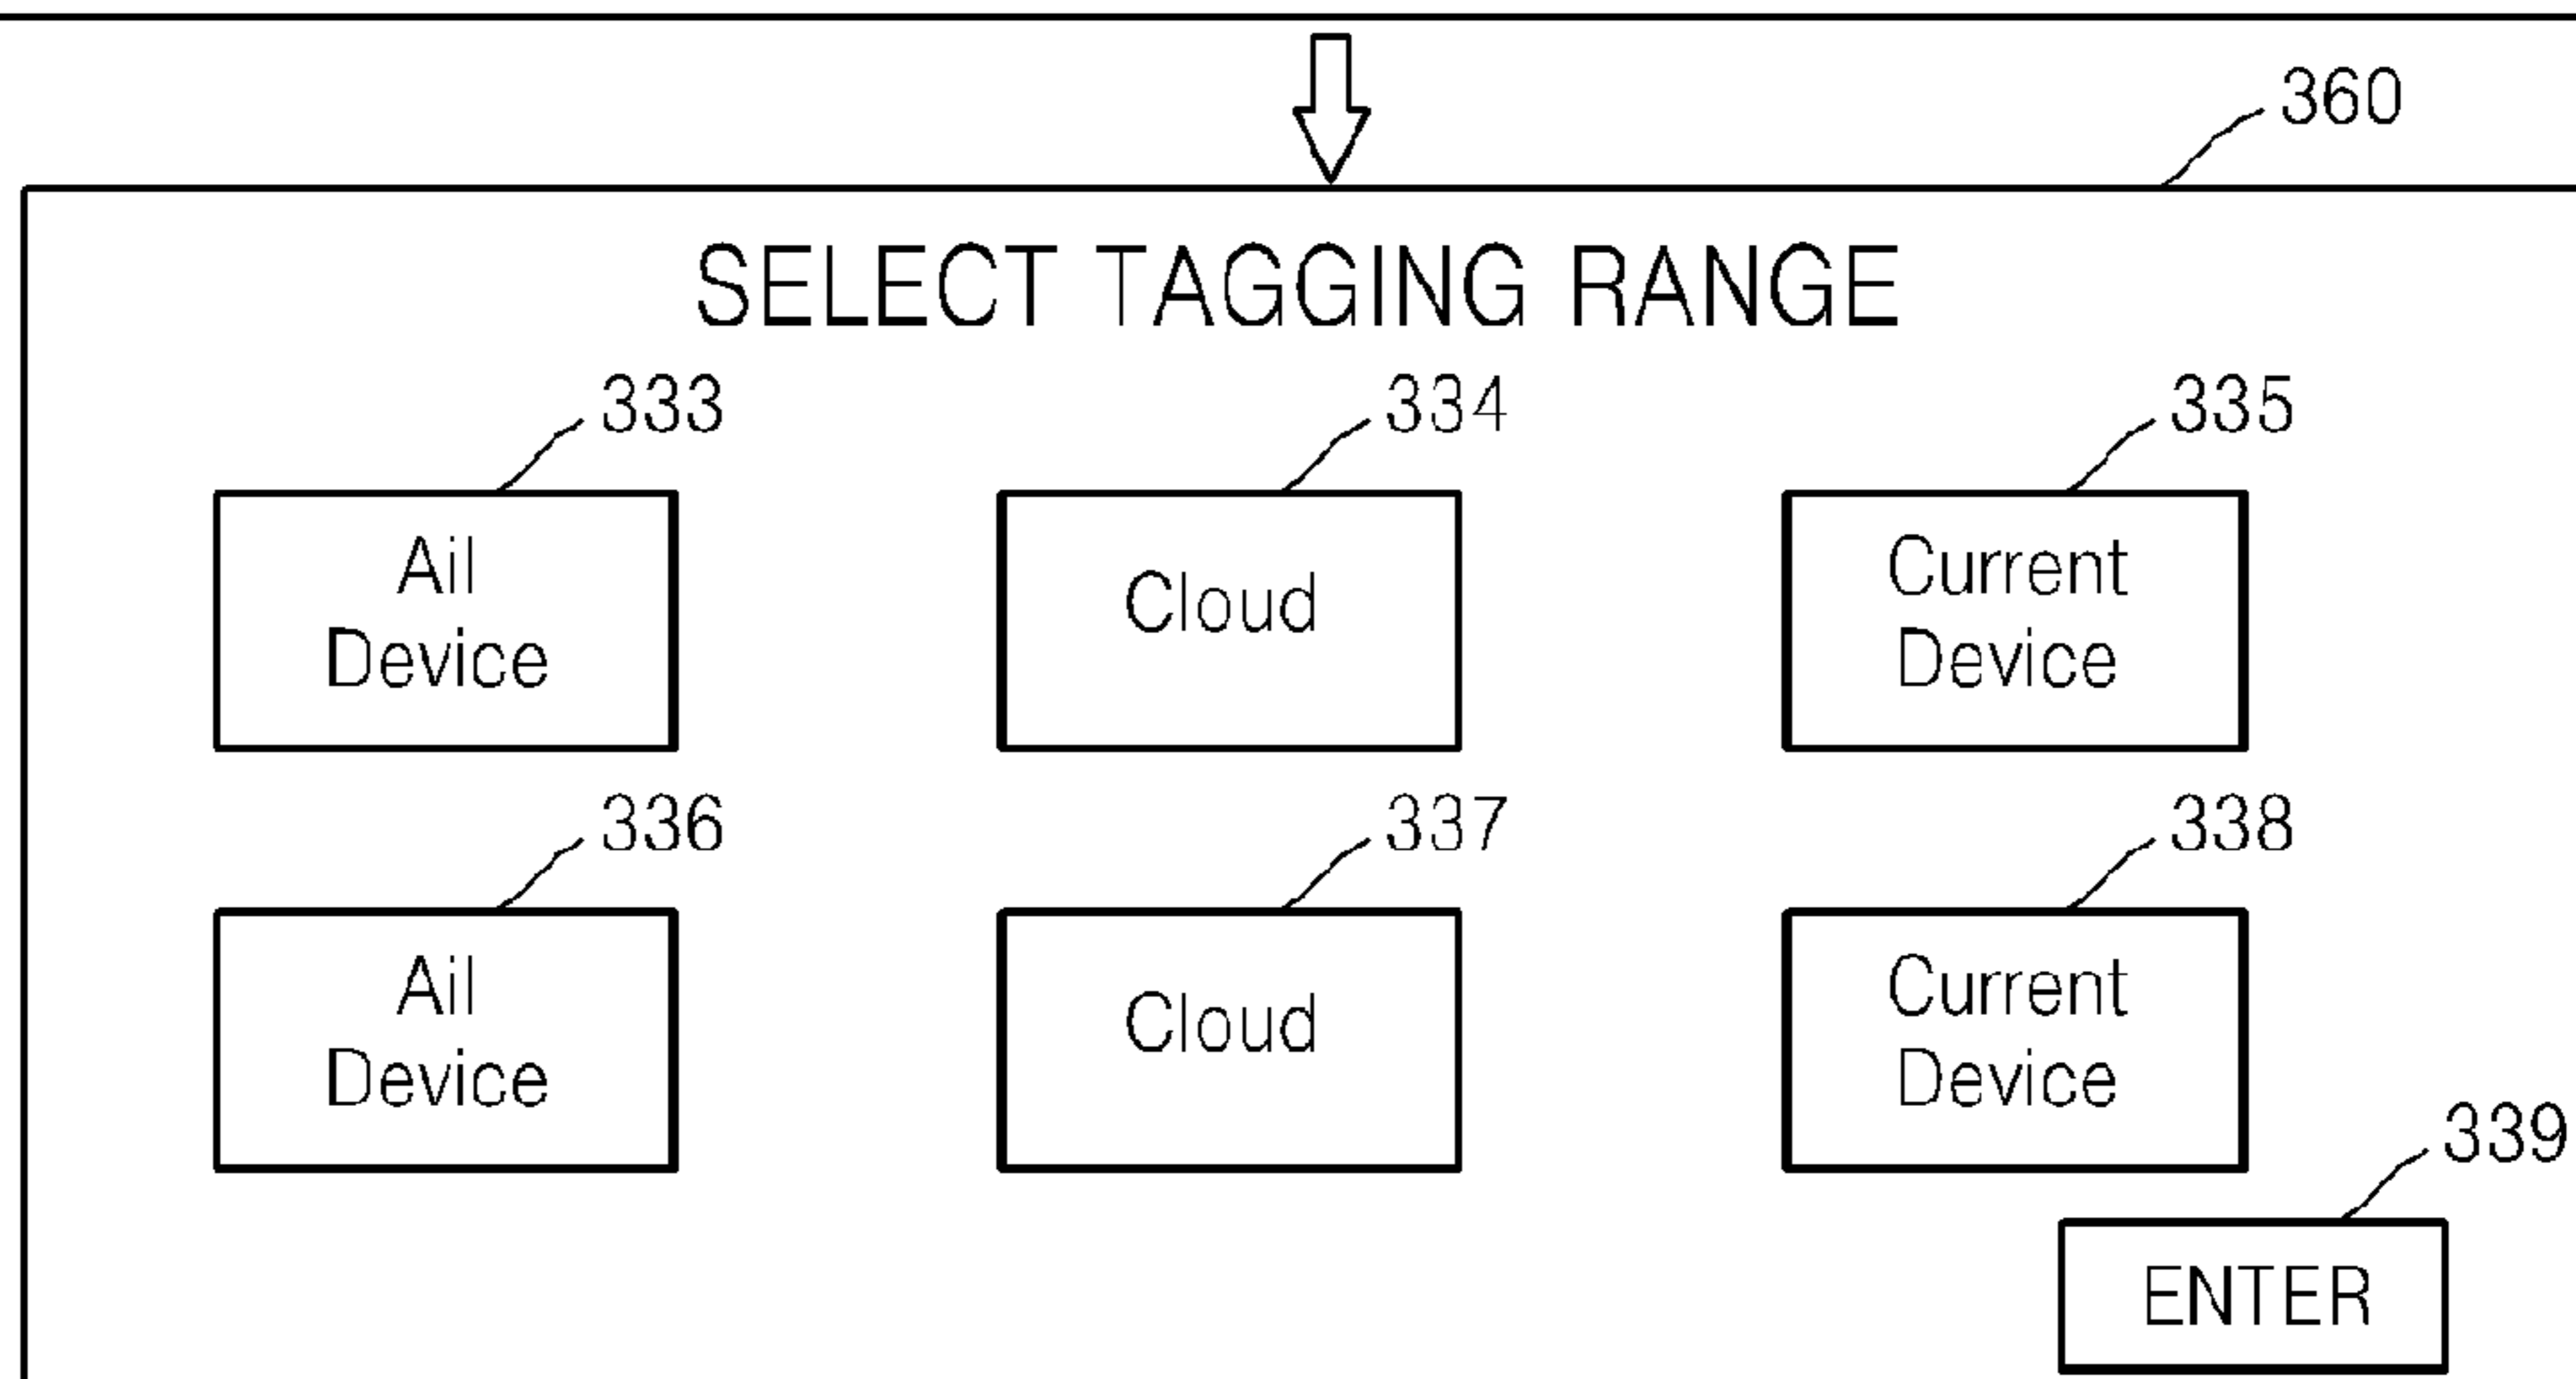 360
SELECT TAGGING RANGE
333
334
335
Ail
Device
Cloud
Current
Device
336
337
338
Ail
Device
Cloud
Current
Device
339
ENTER